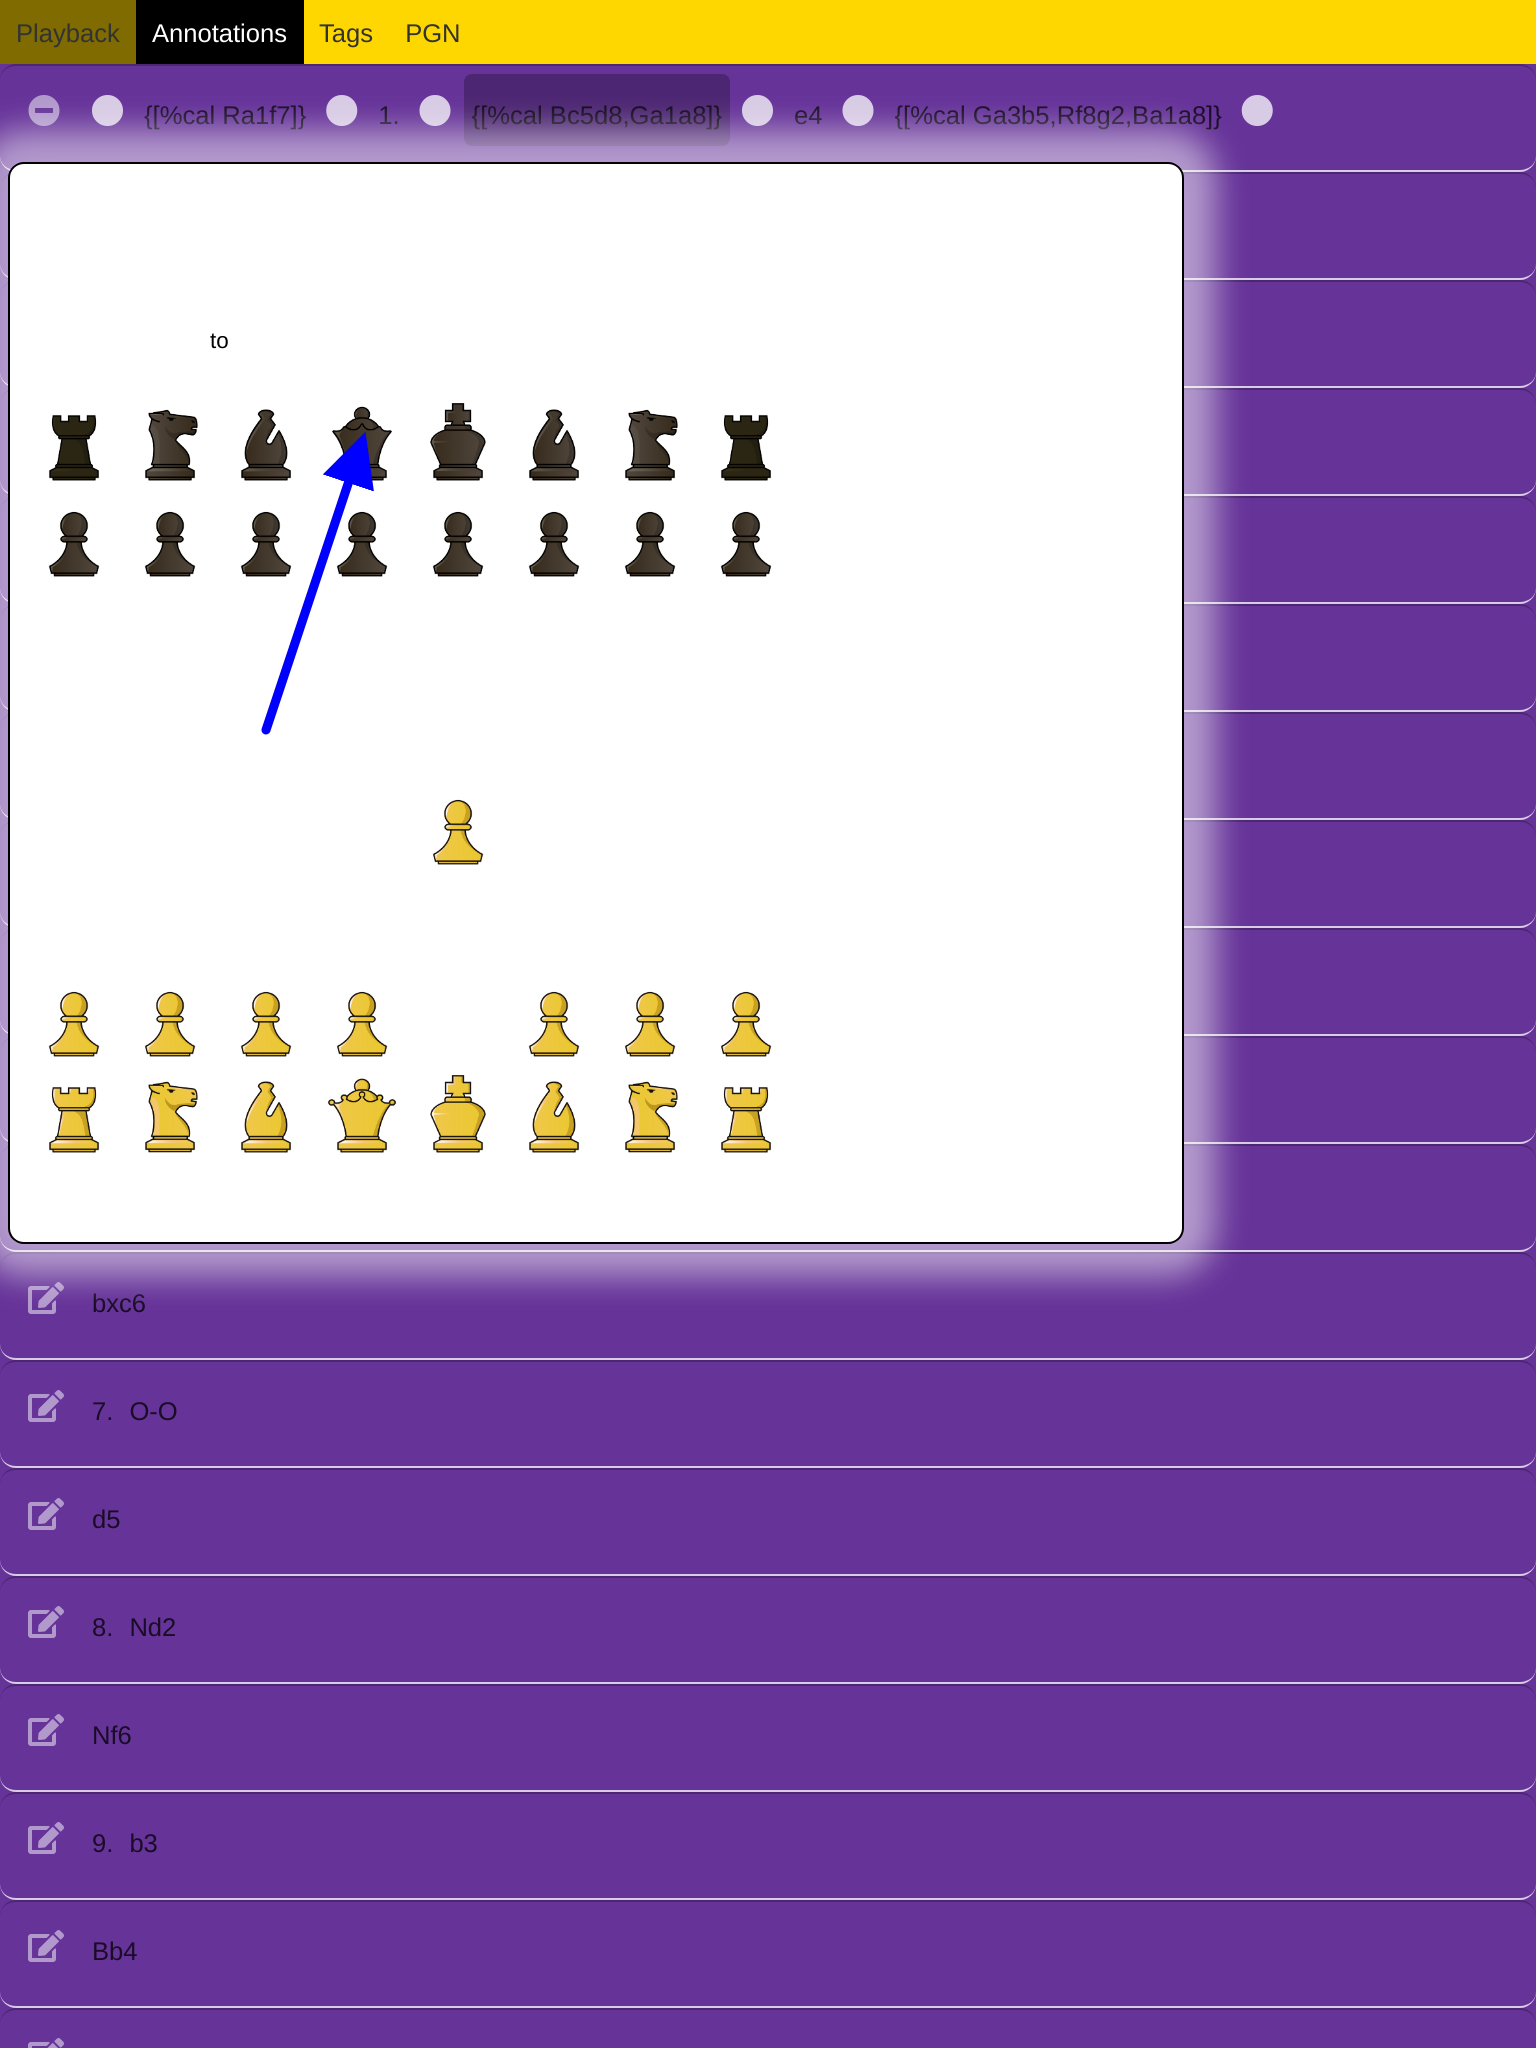 Playback Annotations Tags PGN
{[%cal Ra1f7]} 1. {[%cal Bc5d8,Ga1a8]} e4 {[%cal Ga3b5,Rf8g2,Ba1a8]}
to
bxc6
7. O-O
d5
8. Nd2
Nf6
9. b3
Bb4